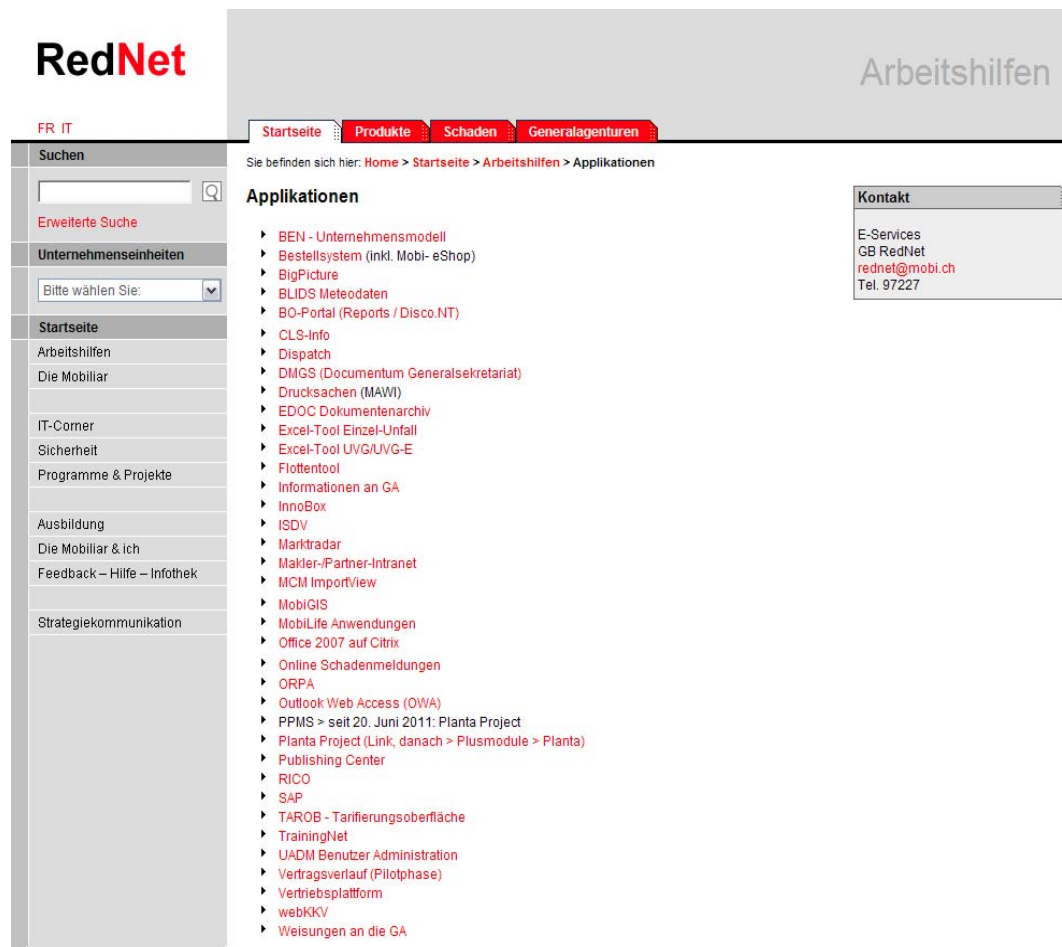 RedNet
Arbeitshilfen
FR IT
Startseite
Produkte
Schaden
Generalagenturen
Suchen
Erweiterte Suche
Unternehmenseinheiten
Bitte wählen Sie:
Startseite
Arbeitshilfen
Die Mobiliar
IT-Corner
Sicherheit
Programme & Projekte
Ausbildung
Die Mobiliar & ich
Feedback – Hilfe – Infothek
Strategiekommunikation
Sie befinden sich hier: Home > Startseite > Arbeitshilfen > Applikationen
Applikationen
BEN - Unternehmensmodell
Bestellsystem (inkl. Mobi- eShop)
BigPicture
BLIDS Meteodaten
BO-Portal (Reports / Disco.NT)
CLS-Info
Dispatch
DMGS (Documentum Generalsekretariat)
Drucksachen (MAWI)
EDOC Dokumentenarchiv
Excel-Tool Einzel-Unfall
Excel-Tool UVG/UVG-E
Flottentool
Informationen an GA
InnoBox
ISDV
Marktradar
Makler-/Partner-Intranet
MCM ImportView
MobiGIS
MobiLife Anwendungen
Office 2007 auf Citrix
Online Schadenmeldungen
ORPA
Outlook Web Access (OWA)
PPMS > seit 20. Juni 2011: Planta Project
Planta Project (Link, danach > Plusmodule > Planta)
Publishing Center
RICO
SAP
TAROB - Tarifierungsoberfläche
TrainingNet
UADM Benutzer Administration
Vertragsverlauf (Pilotphase)
Vertriebsplattform
webKKV
Weisungen an die GA
Kontakt
E-Services
GB RedNet
rednet@mobi.ch
Tel. 97227